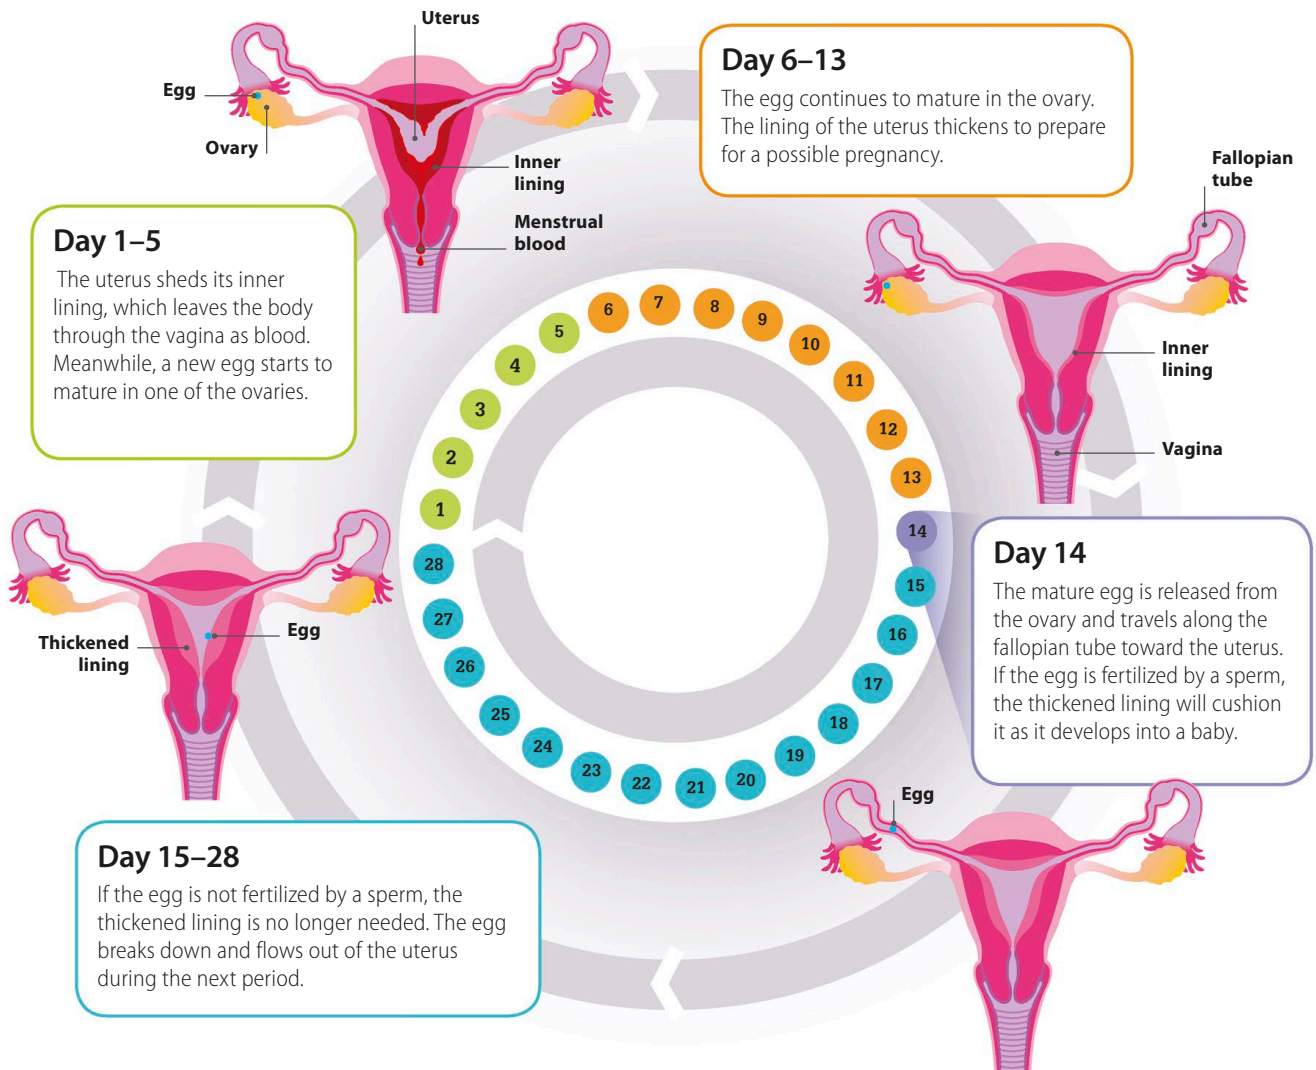 Uterus
Egg
Ovary
Inner
lining
Menstrual
blood
Day 1–5
The uterus sheds its inner
lining, which leaves the body
through the vagina as blood.
Meanwhile, a new egg starts to
mature in one of the ovaries.
Day 6–13
The egg continues to mature in the ovary.
The lining of the uterus thickens to prepare
for a possible pregnancy.
Fallopian
tube
Inner
lining
Vagina
Day 14
The mature egg is released from
the ovary and travels along the
fallopian tube toward the uterus.
If the egg is fertilized by a sperm,
the thickened lining will cushion
it as it develops into a baby.
Egg
Day 15–28
If the egg is not fertilized by a sperm, the
thickened lining is no longer needed. The egg
breaks down and flows out of the uterus
during the next period.
Thickened
lining
Egg
1
2
3
4
5
6
7
8
9
10
11
12
13
14
15
16
17
18
19
20
21
22
23
24
25
26
27
28